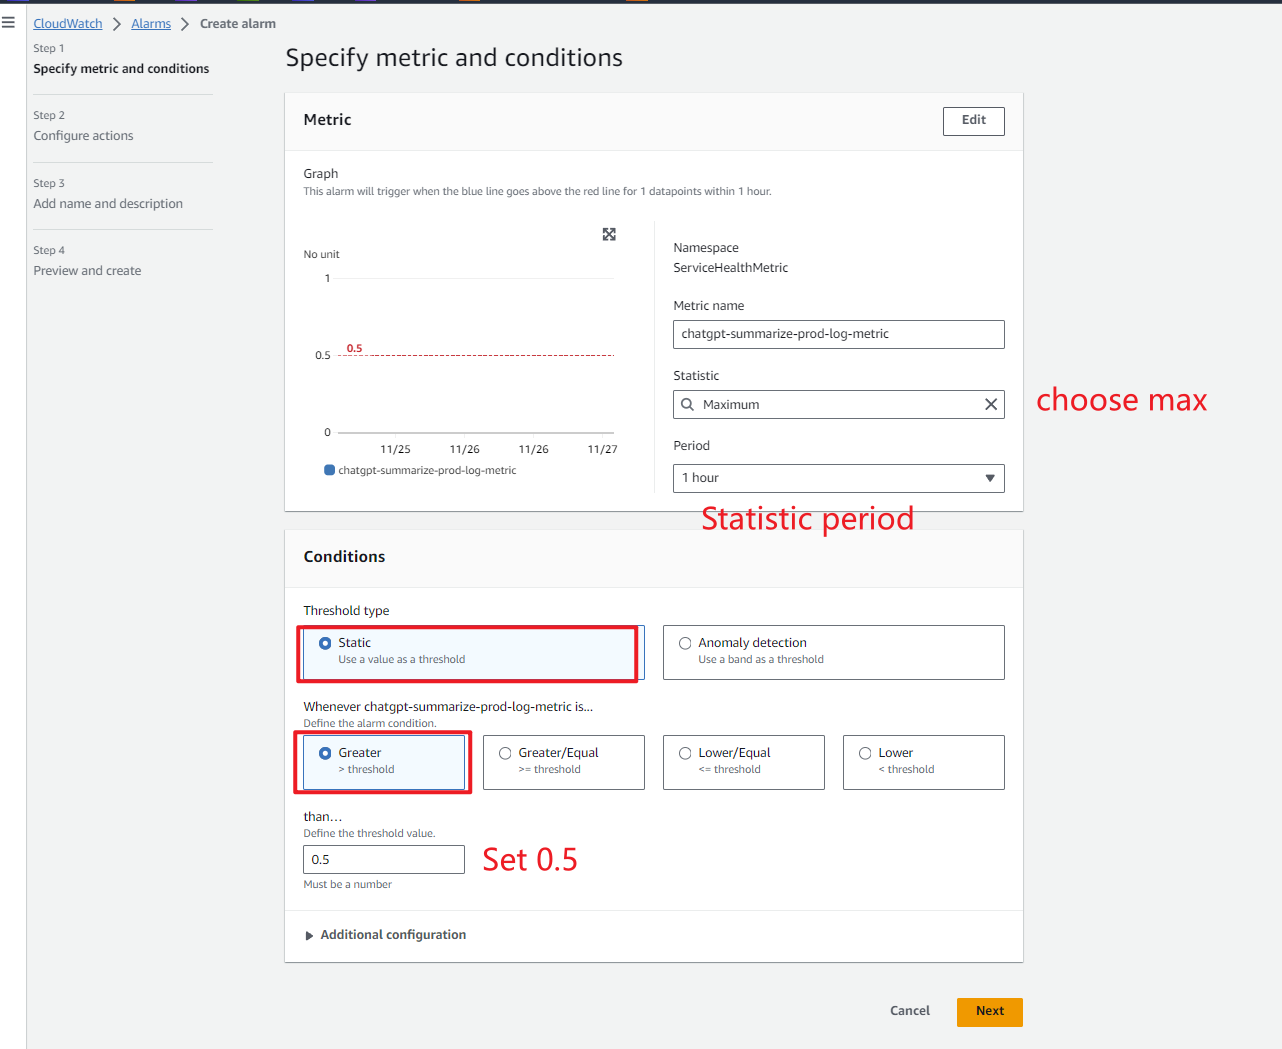 CloudWatch > Alarms > Create alarm
Step 1
Specify metric and conditions
Step 2
Configure actions
Step 3
Add name and description
Step 4
Preview and create
Specify metric and conditions
Metric
Edit
Graph
This alarm will trigger when the blue line goes above the red line for 1 datapoints within 1 hour.
No unit
1
0.5
0.5
0
11/25 11/26 11/26 11/27
chatgpt-summarize-prod-log-metric
Namespace
ServiceHealthMetric
Metric name
chatgpt-summarize-prod-log-metric
Statistic
Maximum
choose max
Period
1 hour
Statistic period
Conditions
Threshold type
Static
Use a value as a threshold
Anomaly detection
Use a band as a threshold
Whenever chatgpt-summarize-prod-log-metric is...
Define the alarm condition.
Greater
> threshold
Greater/Equal
>= threshold
Lower/Equal
<= threshold
Lower
< threshold
than…
Define the threshold value.
0.5
Set 0.5
Must be a number
Additional configuration
Cancel
Next